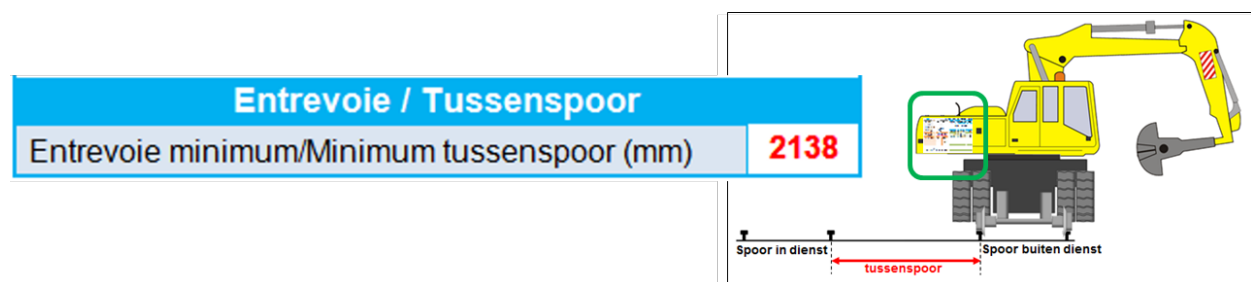 Entrevoie / Tussenspoor
Entrevoie minimum/Minimum tussenspoor (mm) 2138
Spoor in dienst
Spoor buiten dienst
tussenspoor